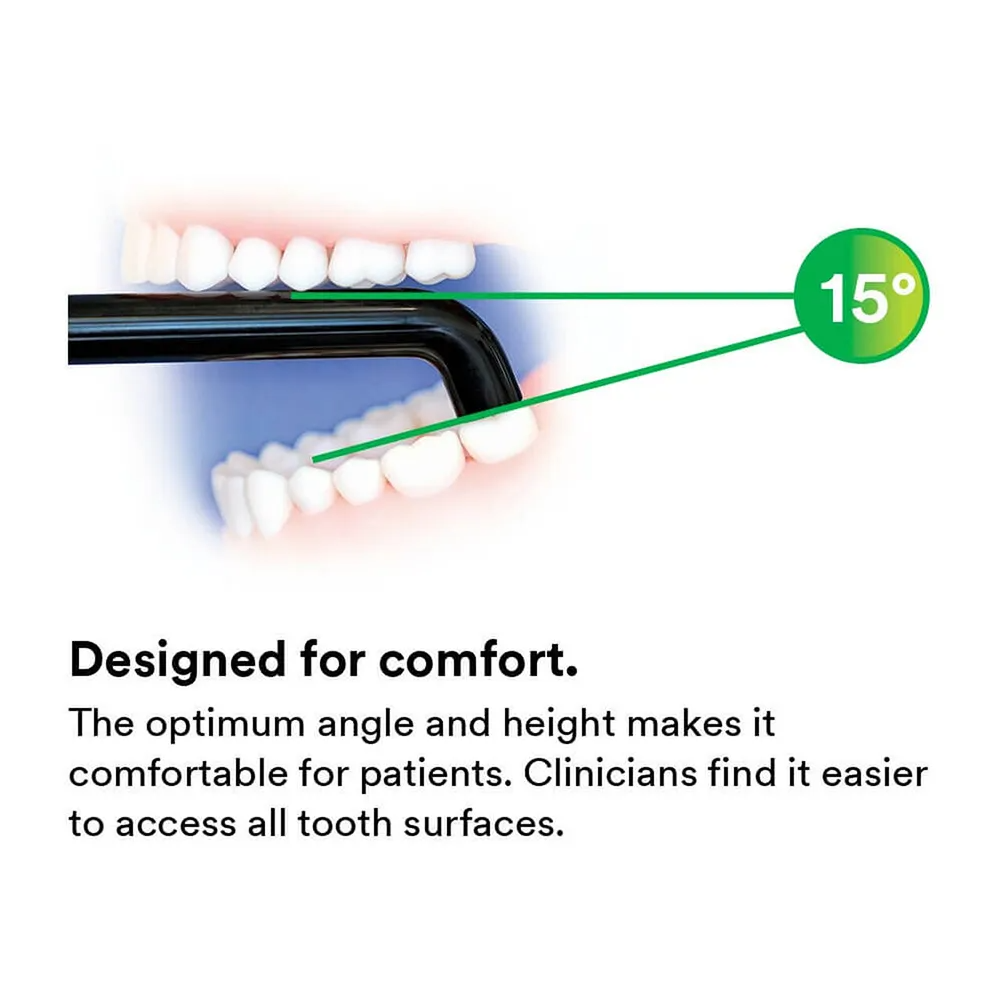 15°
Designed for comfort.
The optimum angle and height makes it
comfortable for patients. Clinicians find it easier
to access all tooth surfaces.